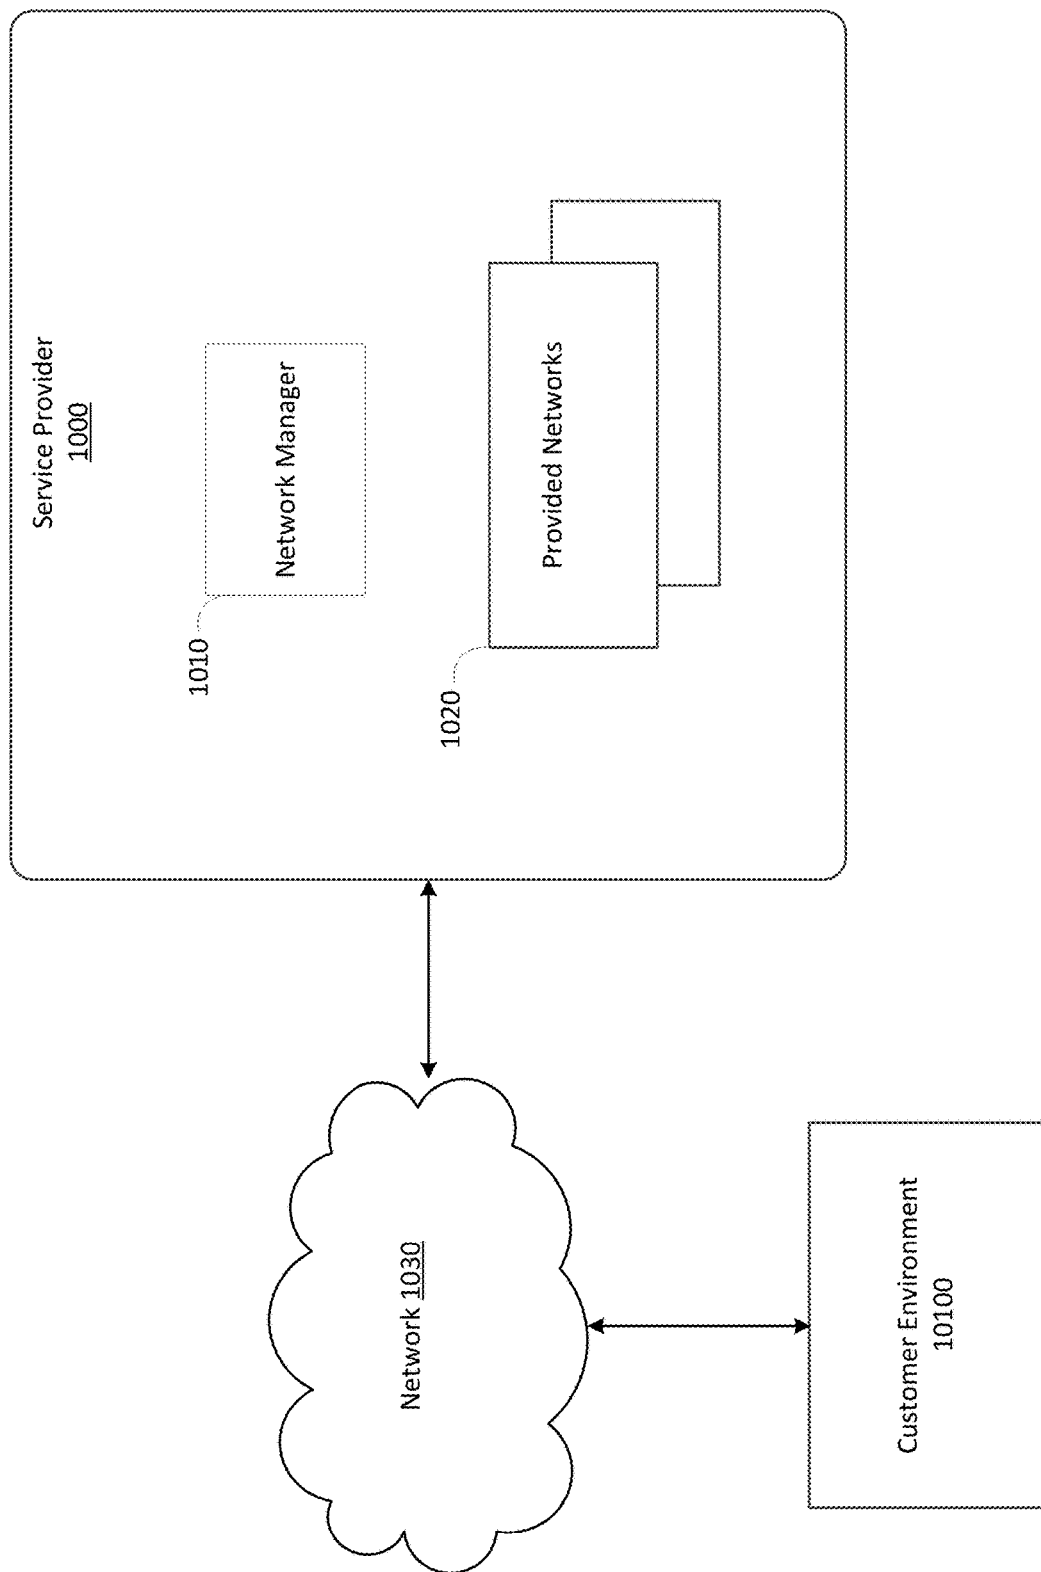 Service Provider
1000
1010
Network Manager
1020
Provided Networks
Network 1030
Customer Environment
10100